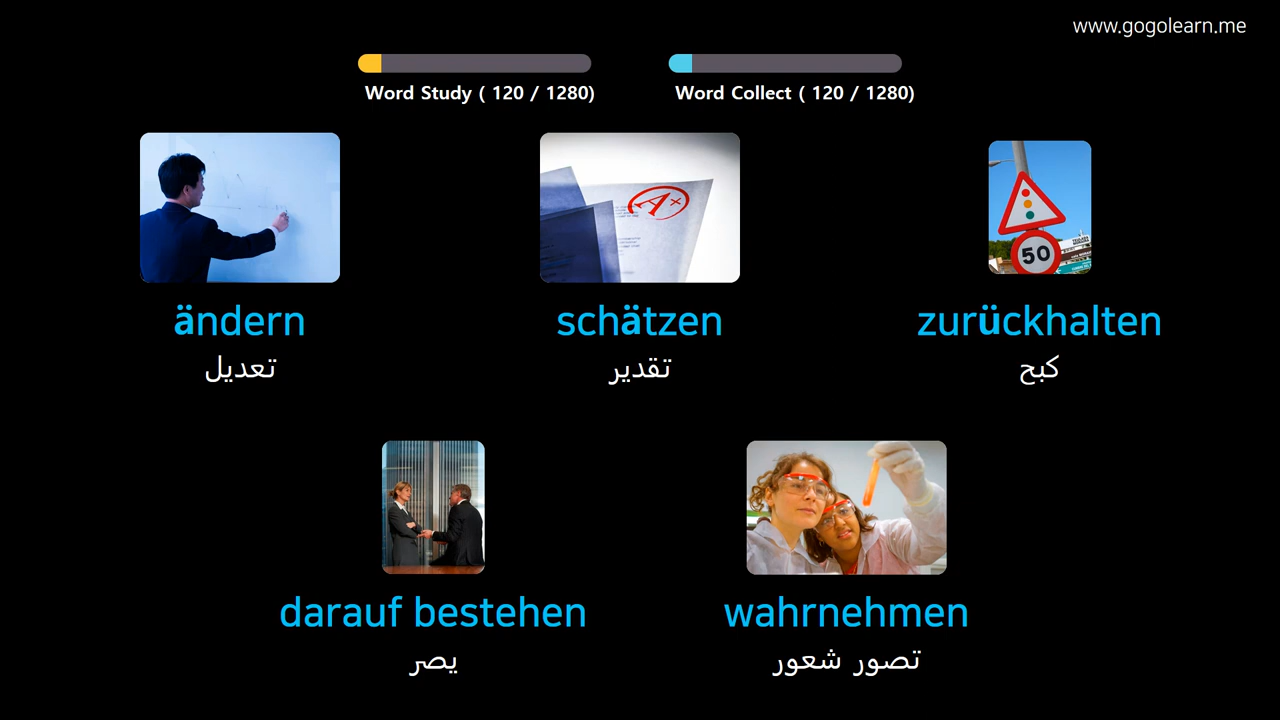 www.gogolearn.me
Word Study ( 120 / 1280)
Word Collect ( 120 / 1280)
A+
50
ändern
schätzen
zurückhalten
تعديل
تقدير
كبح
darauf bestehen
wahrnehmen
يصر
تصور شعور